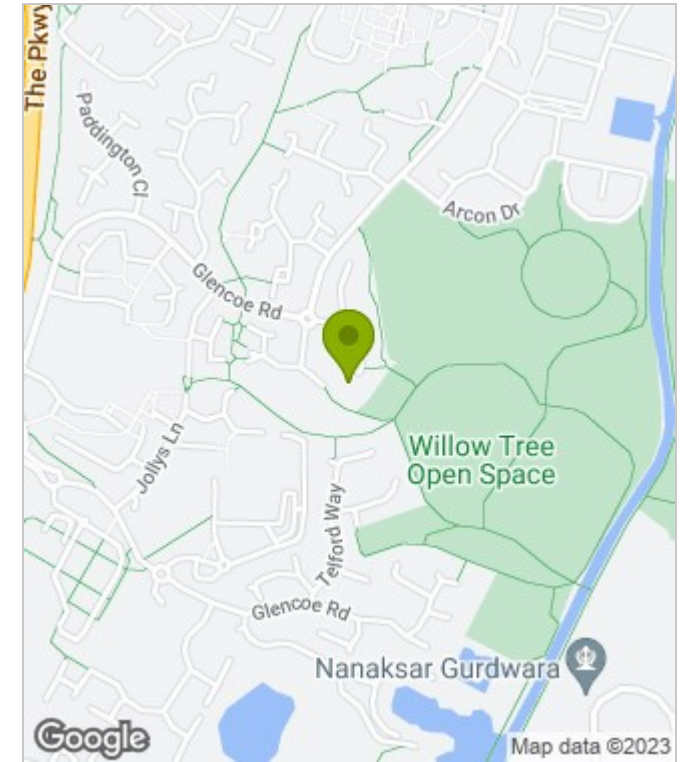 The Pkwy
Paddington Cl
Arcon Dr
Glencoe Rd
Willow Tree
Open Space
Jollys Ln
Telford Way
Glencoe Rd
Nanaksar Gurdwara
Google
Map data ©2023